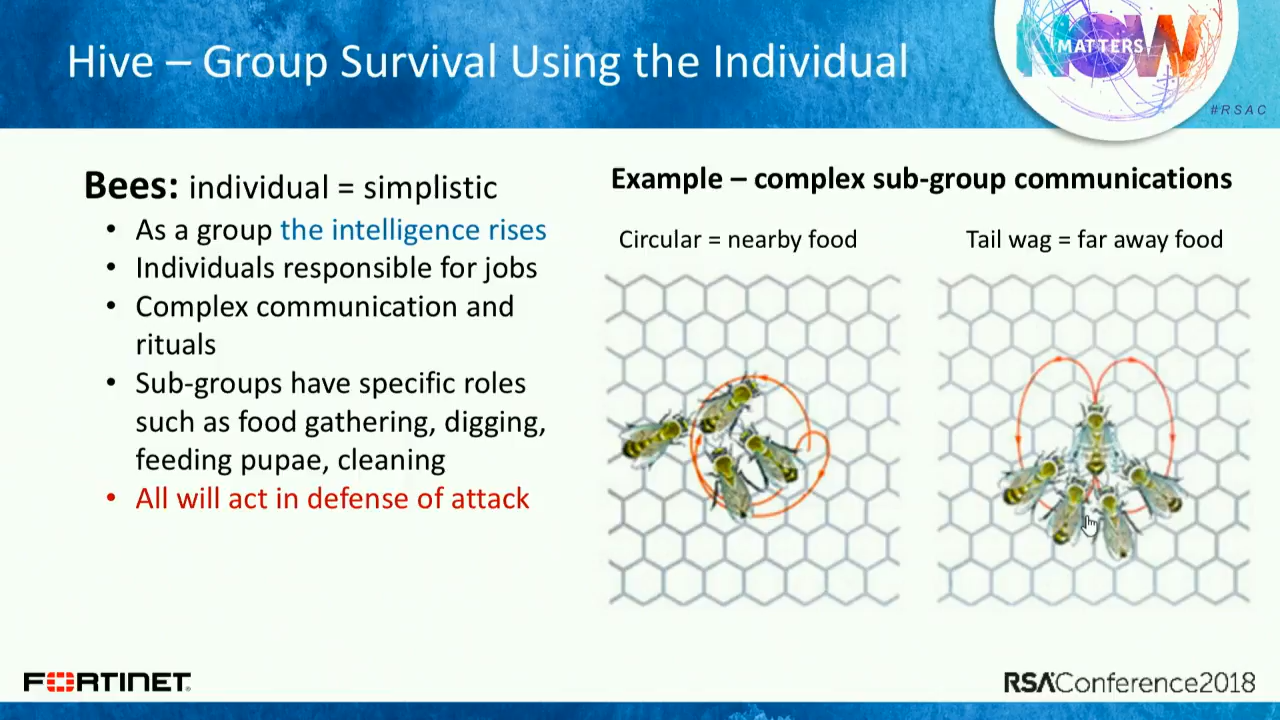 Hive – Group Survival Using the Individual
NOW
MATTERS
#RSAC
Bees: individual = simplistic
• As a group the intelligence rises
• Individuals responsible for jobs
• Complex communication and
rituals
• Sub-groups have specific roles
such as food gathering, digging,
feeding pupae, cleaning
• All will act in defense of attack
Example – complex sub-group communications
Circular = nearby food
Tail wag = far away food
FORTINET
RSAConference2018